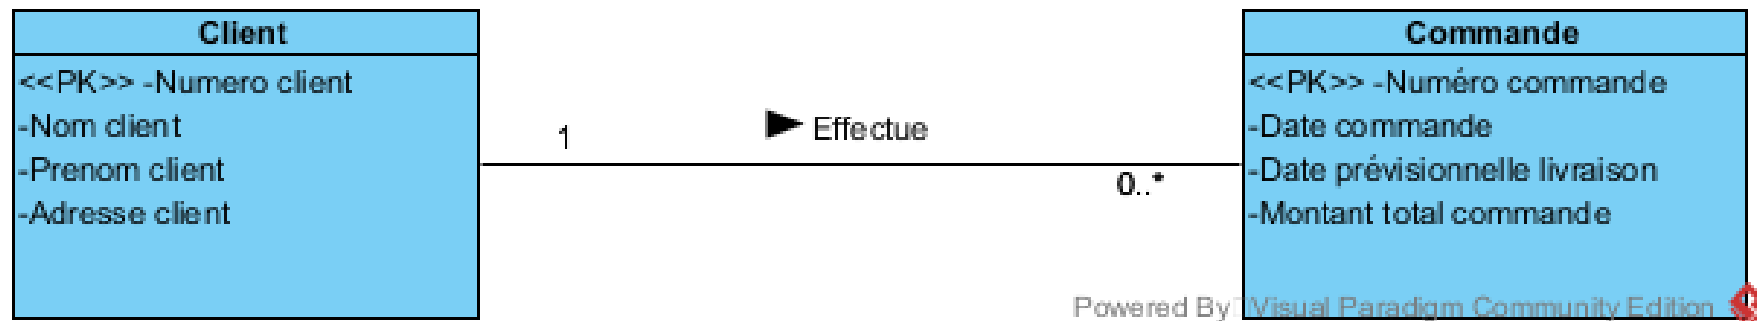 Client
<<PK>> -Numero client
-Nom client
-Prenom client
-Adresse client
1
Effectue
0..*
Commande
<<PK>> -Numéro commande
-Date commande
-Date prévisionnelle livraison
-Montant total commande
Powered By Visual Paradigm Community Edition